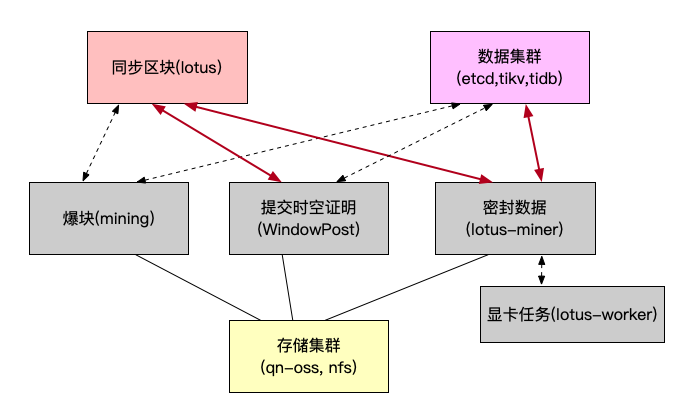 同步区块(lotus)
数据集群
(etcd,tikv,tidb)
爆块(mining)
提交时空证明
(WindowPost)
密封数据
(lotus-miner)
显卡任务(lotus-worker)
存储集群
(qn-oss, nfs)